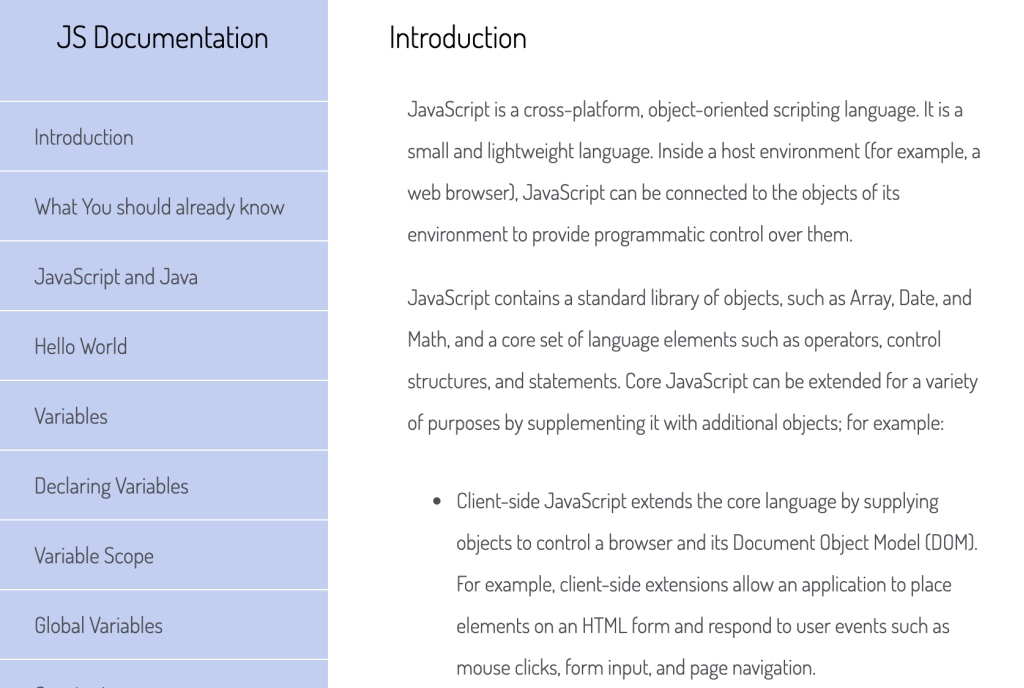 JS Documentation
Introduction
What You should already know
JavaScript and Java
Hello World
Variables
Declaring Variables
Variable Scope
Global Variables
Introduction
JavaScript is a cross-platform, object-oriented scripting language. It is a
small and lightweight language. Inside a host environment (for example, a
web browser), JavaScript can be connected to the objects of its
environment to provide programmatic control over them.
JavaScript contains a standard library of objects, such as Array, Date, and
Math, and a core set of language elements such as operators, control
structures, and statements. Core JavaScript can be extended for a variety
of purposes by supplementing it with additional objects; for example:
Client-side JavaScript extends the core language by supplying
objects to control a browser and its Document Object Model (DOM).
For example, client-side extensions allow an application to place
elements on an HTML form and respond to user events such as
mouse clicks, form input, and page navigation.